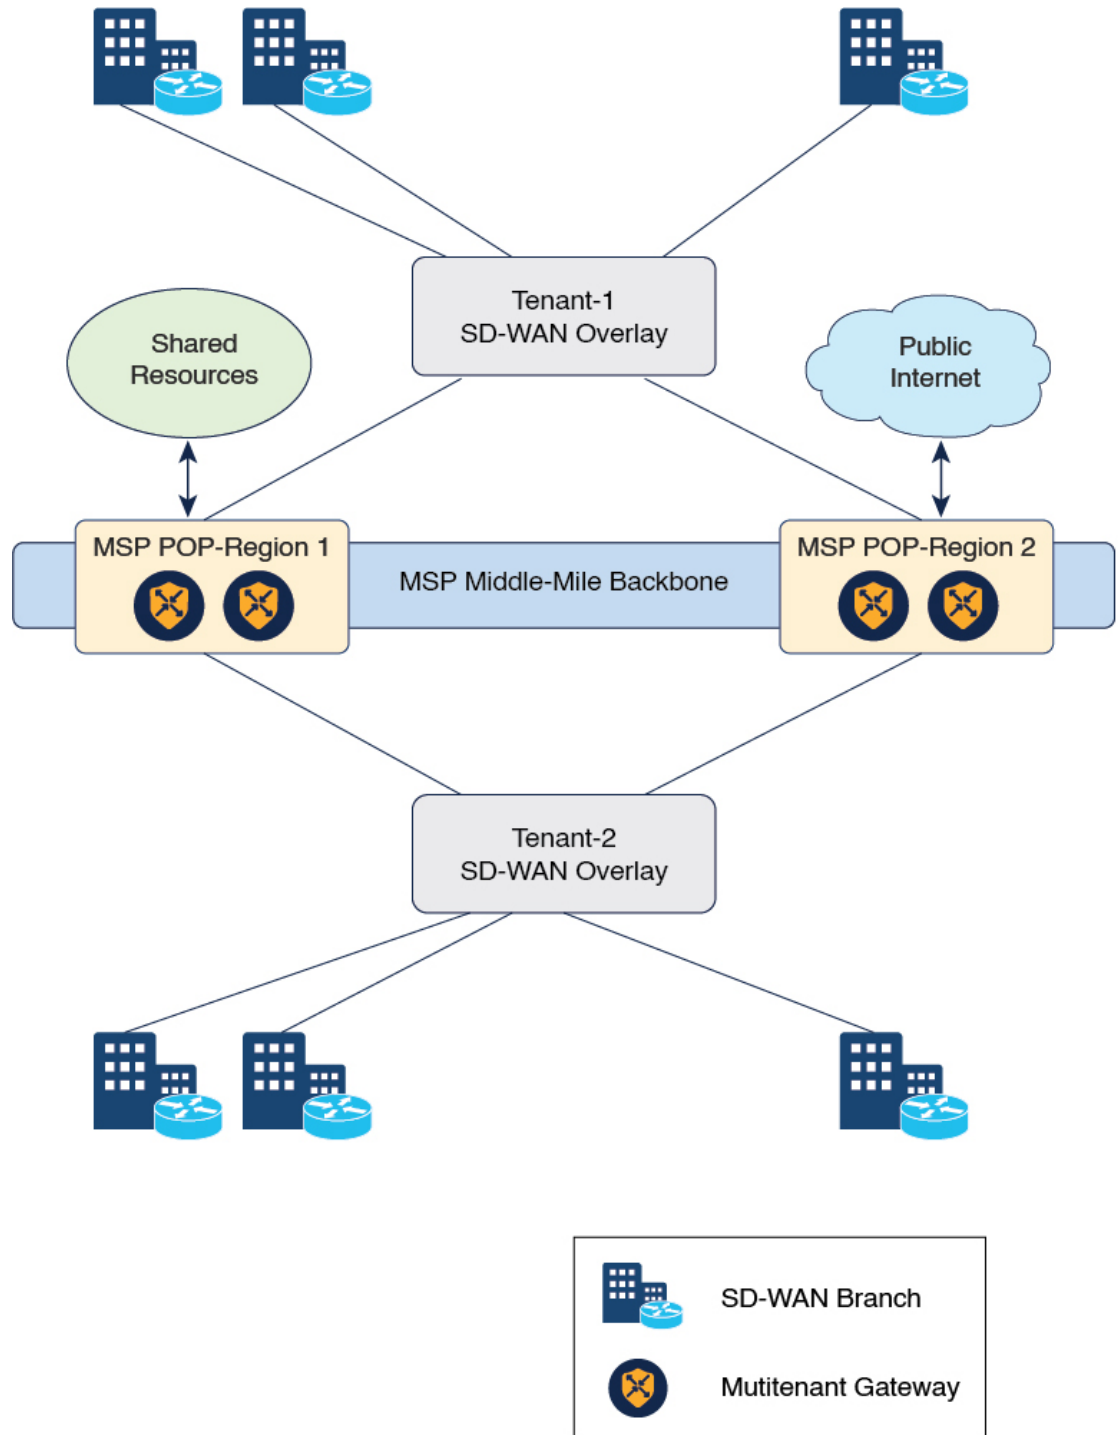 Tenant-1
SD-WAN Overlay
Shared
Resources
Public
Internet
MSP POP-Region 1
MSP Middle-Mile Backbone
MSP POP-Region 2
Tenant-2
SD-WAN Overlay
SD-WAN Branch
Mutitenant Gateway